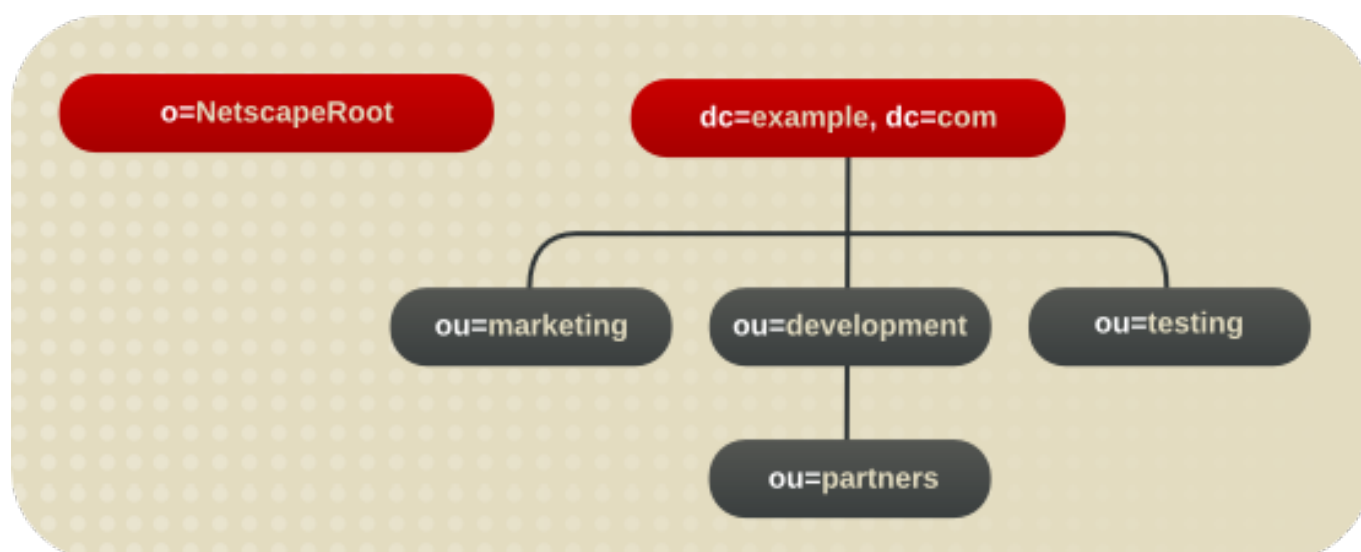 o=NetscapeRoot
dc=example, dc=com
ou=marketing
ou=development
ou=testing
ou=partners